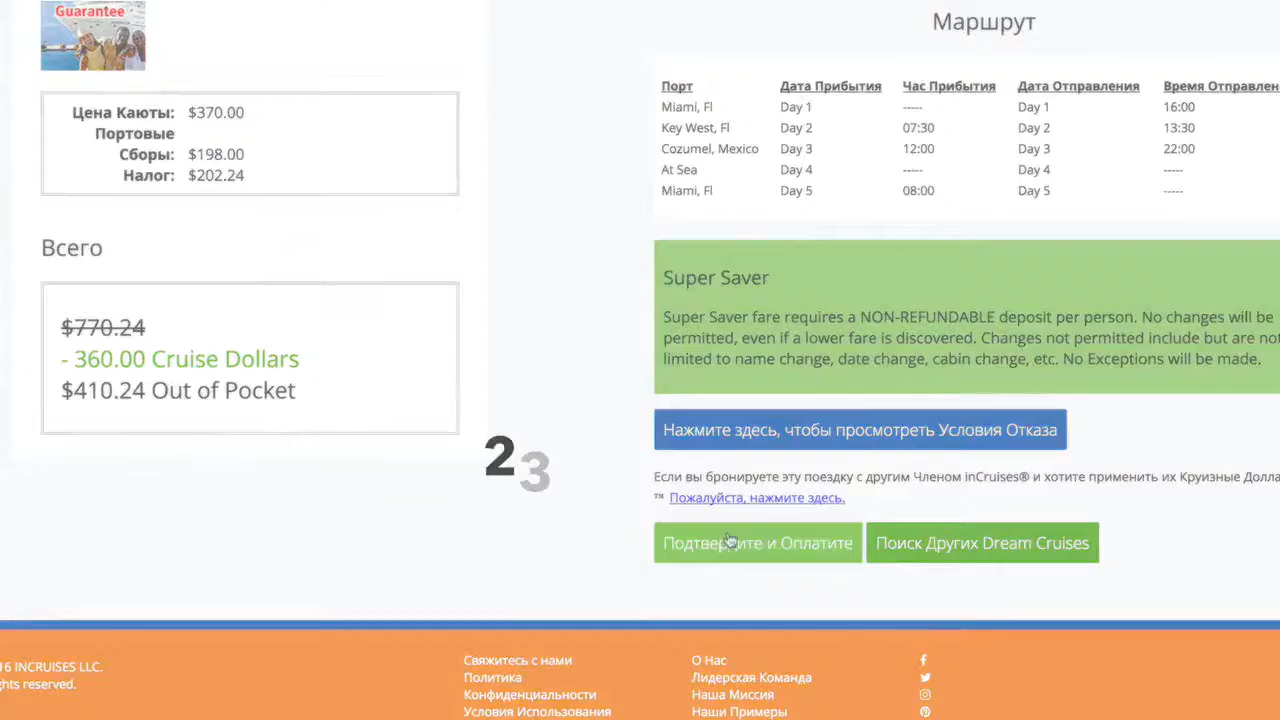 Guarantee
Цена Каюты: $370.00
Портовые
Сборы: $198.00
Налог: $202.24
Всего
$770.24
- 360.00 Cruise Dollars
$410.24 Out of Pocket
2 3
Маршрут
Порт Дата Прибытия Час Прибытия Дата Отправления Время Отправлен
Miami, Fl Day 1 ----- Day 1 16:00
Key West, Fl Day 2 07:30 Day 2 13:30
Cozumel, Mexico Day 3 12:00 Day 3 22:00
At Sea Day 4 ----- Day 4 -----
Miami, Fl Day 5 08:00 Day 5 -----
Super Saver
Super Saver fare requires a NON-REFUNDABLE deposit per person. No changes will be
permitted, even if a lower fare is discovered. Changes not permitted include but are not
limited to name change, date change, cabin change, etc. No Exceptions will be made.
Нажмите здесь, чтобы просмотреть Условия Отказа
Если вы бронируете эту поездку с другим Членом inCruises® и хотите применить их Круизные Долла
™ Пожалуйста, нажмите здесь.
Подтвердите и Оплатите Поиск Других Dream Cruises
16 INCRUISES LLC.
ghts reserved.
Свяжитесь с нами
Политика
Конфиденциальности
Условия Использования
О Нас
Лидерская Команда
Наша Миссия
Наши Примеры